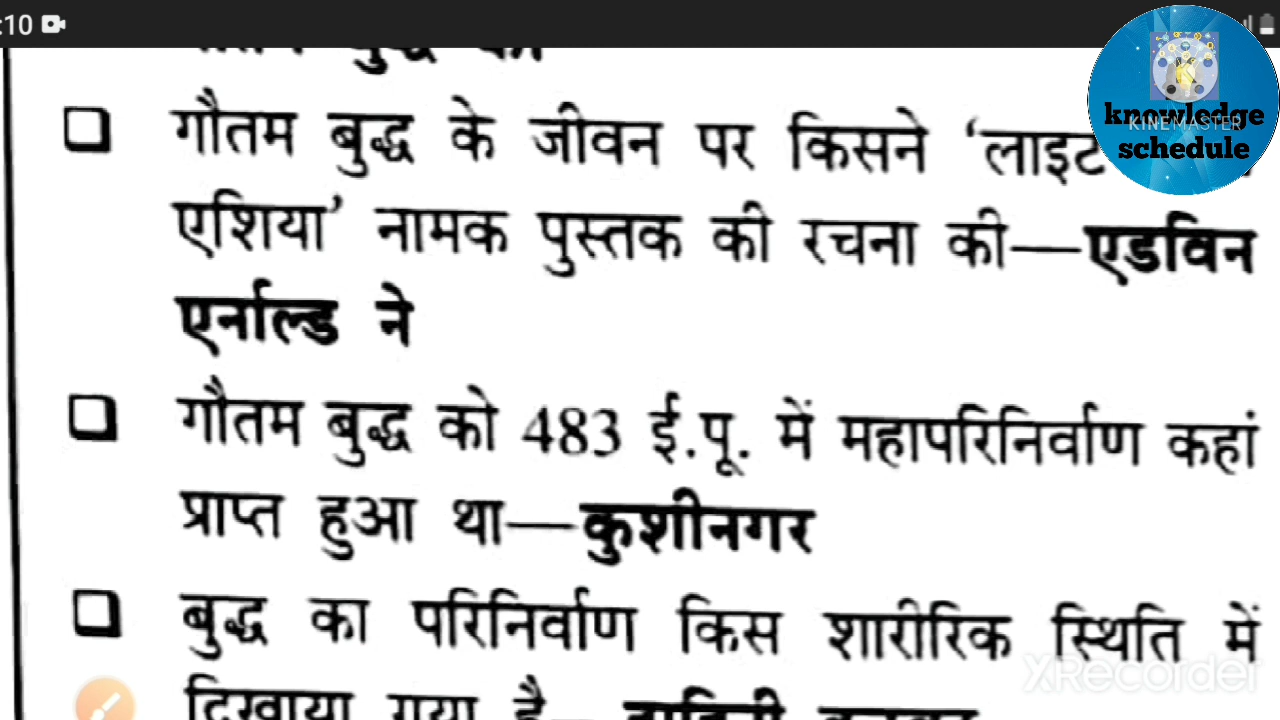 :10
बुद्ध
knowledge
KINEMASTER
schedule
गौतम बुद्ध के जीवन पर किसने ‘लाइट
एशिया’ नामक पुस्तक की रचना की—एडविन
एर्नाल्ड ने
गौतम बुद्ध को 483 ई.पू. में महापरिनिर्वाण कहां
प्राप्त हुआ था—कुशीनगर
बुद्ध का परिनिर्वाण किस शारीरिक स्थिति में
XRecorder
दिखाया गया है—